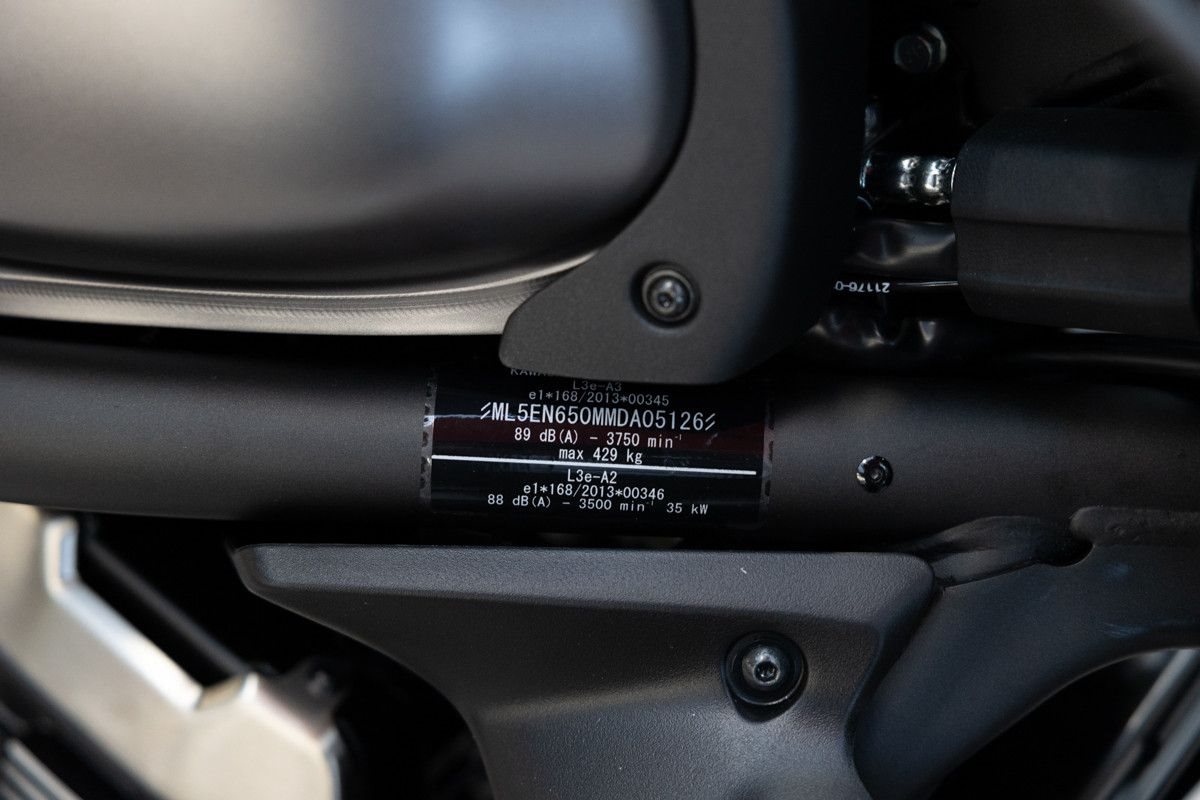 21176-0
L3e-A3
e1*168/2013*00345
ML5EN650MMDA05126
89 dB(A) - 3750 min⁻¹
max 429 kg
L3e-A2
e1*168/2013*00346
88 dB(A) - 3500 min⁻¹ 35 kW